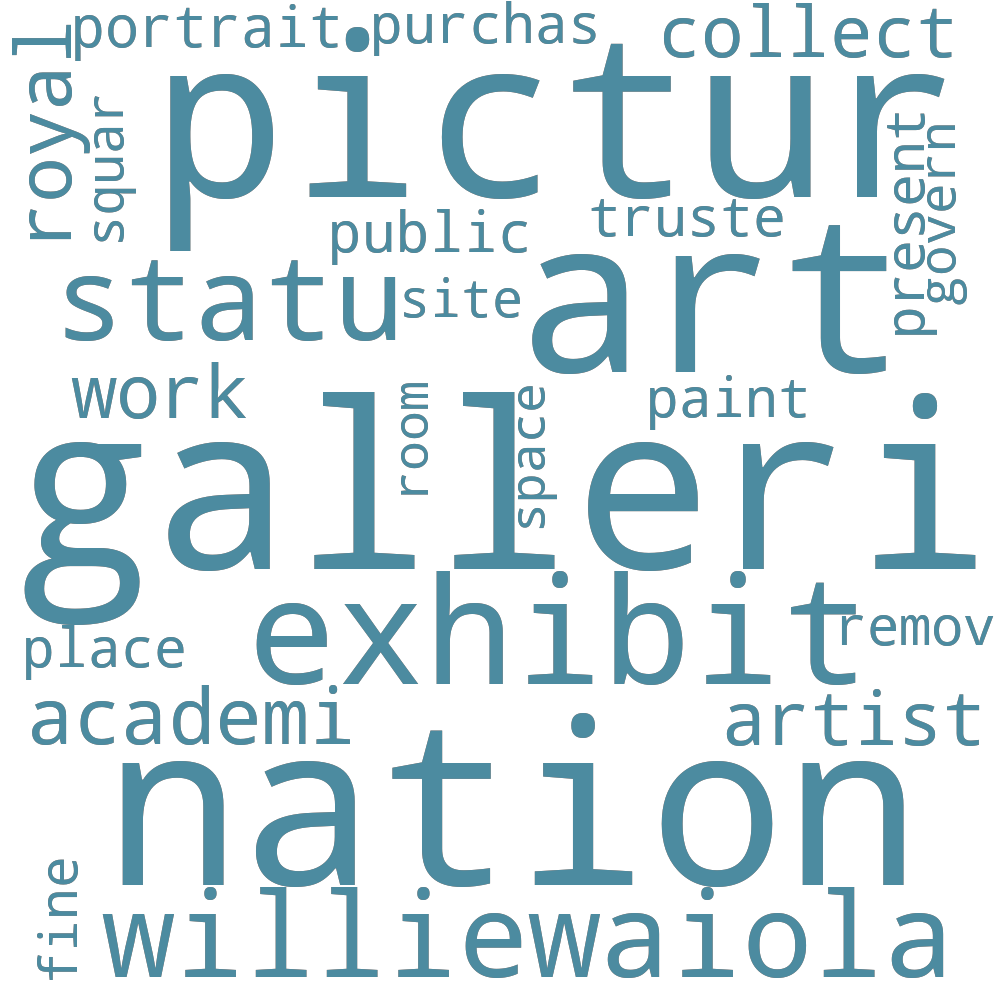 portrait
purchas
collect
royal
squar
pictur
present
govern
public
truste
statu
site
art
work
room
space
paint
galleri
exhibit
remov
place
academi
artist
nation
fine
williewaiola